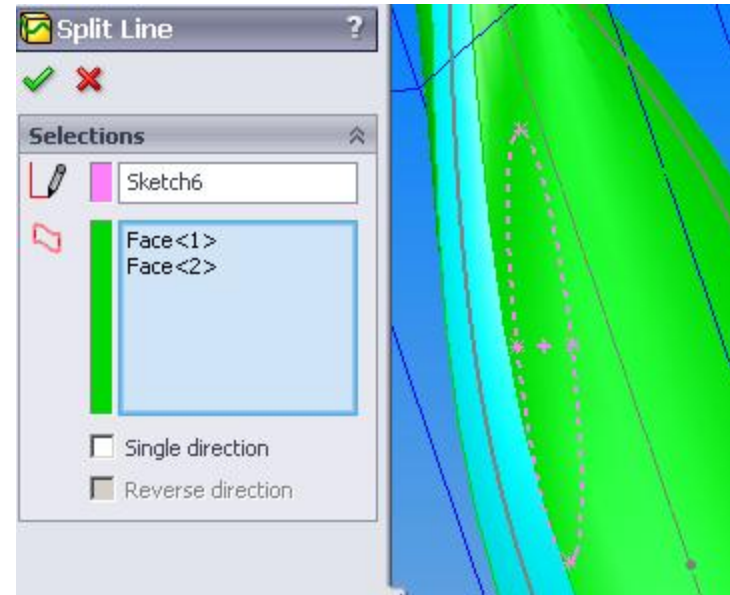 Split Line ?
Selections
Sketch6
Face<1>
Face<2>
Single direction
Reverse direction